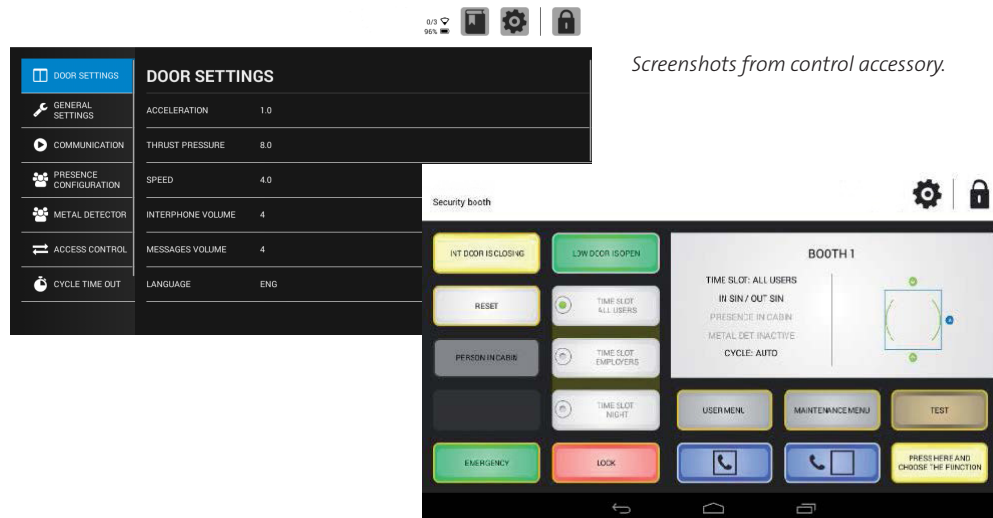 0/3
96%
Screenshots from control accessory.
DOOR SETTINGS
GENERAL
SETTINGS
COMMUNICATION
PRESENCE
CONFIGURATION
METAL DETECTOR
ACCESS CONTROL
CYCLE TIME OUT
DOOR SETTINGS
ACCELERATION 1.0
THRUST PRESSURE 8.0
SPEED 4.0
INTERPHONE VOLUME 4
MESSAGES VOLUME 4
LANGUAGE ENG
Security booth
INT DOOR IS CLOSING
LOW DOOR IS OPEN
RESET
TIME SLOT
ALL USERS
PERSON IN CABIN
TIME SLOT
EMPLOYERS
TIME SLOT
NIGHT
EMERGENCY
LOCK
BOOTH 1
TIME SLOT: ALL USERS
IN SIN / OUT SIN
PRESENCE IN CABIN
METAL DET INACTIVE
CYCLE: AUTO
USER MENU
MAINTENANCE MENU
TEST
PRESS HERE AND
CHOOSE THE FUNCTION